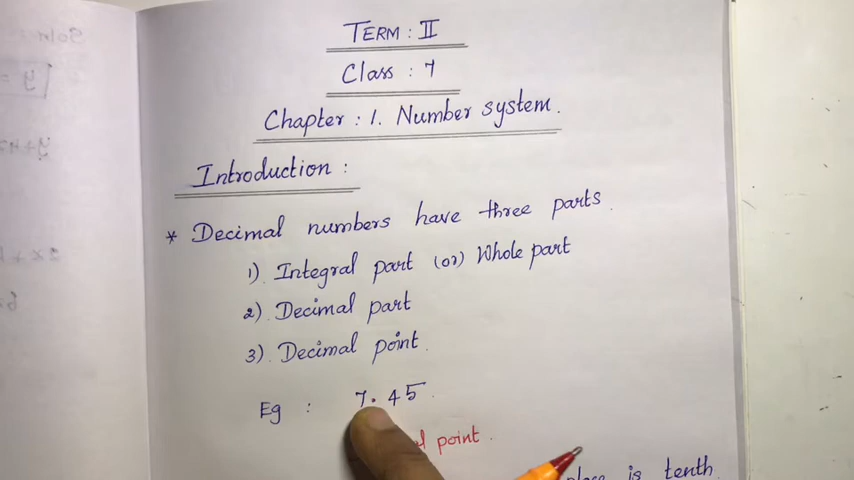 TERM : II
Class : 7
Chapter : 1. Number system.
Introduction :
* Decimal numbers have three parts.
1) Integral part (or) Whole part
2) Decimal part
3) Decimal point.
Eg : 7.45.
point.
place is tenth